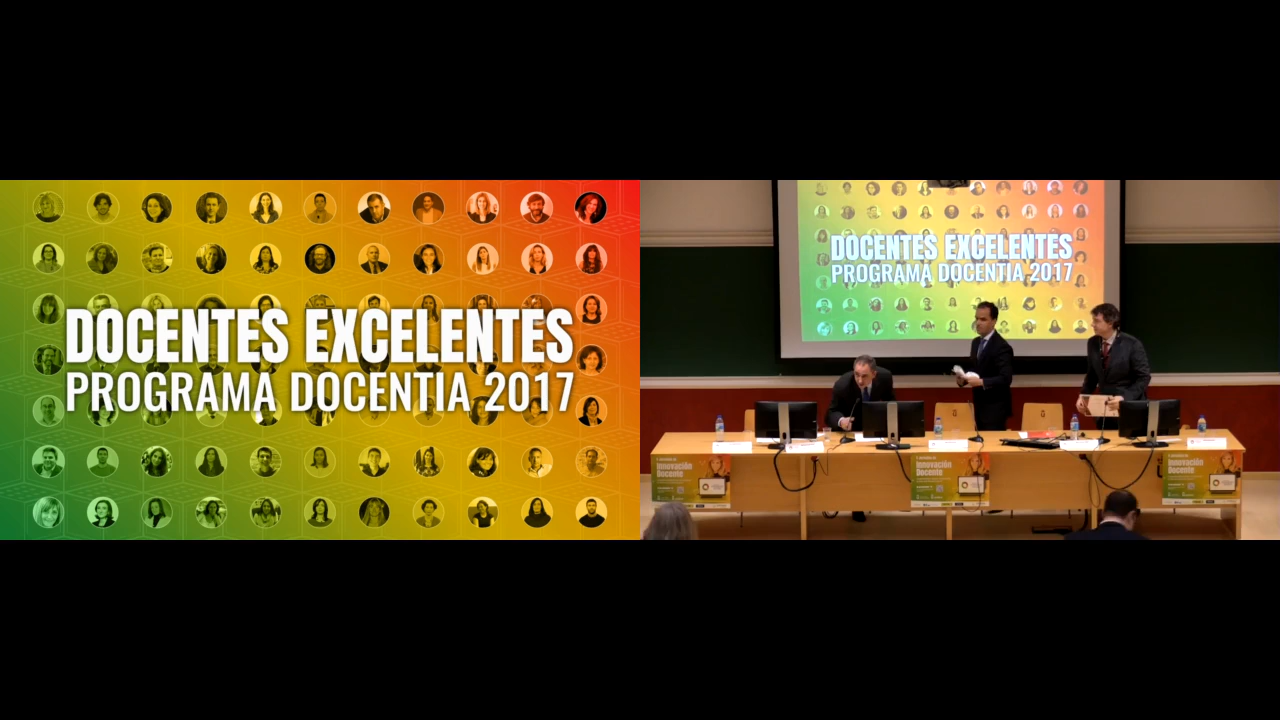 DOCENTES EXCELENTES
PROGRAMA DOCENTIA 2017
DOCENTES EXCELENTES
PROGRAMA DOCENTIA 2017
Innovación
Docente
Innovación
Docente
Innovación
Docente